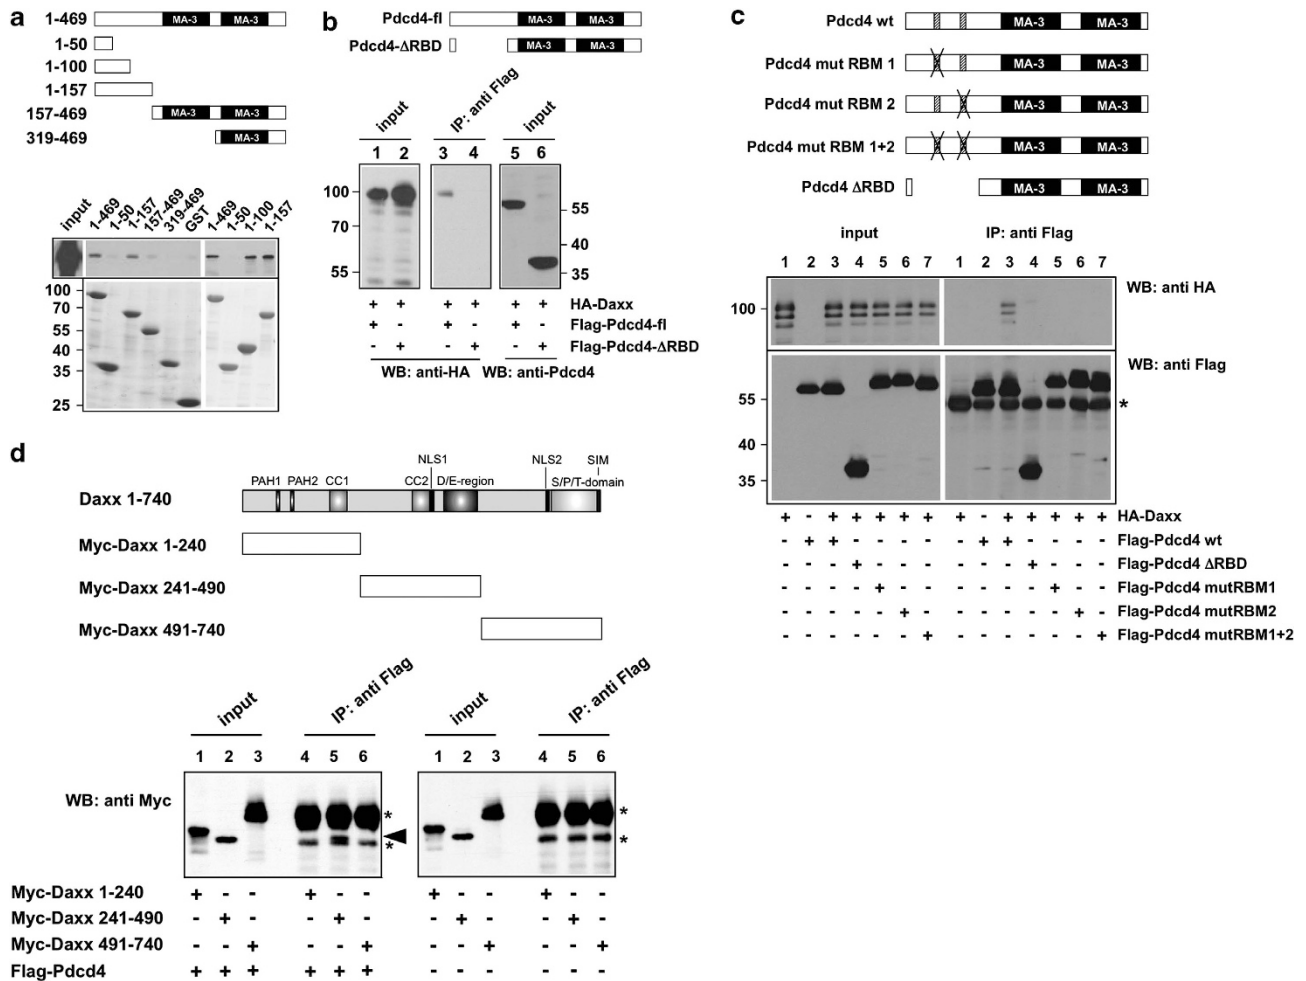 a
1-469 MA-3 MA-3
1-50
1-100
1-157
157-469 MA-3 MA-3
319-469 MA-3
input 1-469 1-50 1-157 157-469 319-469 GST 1-469 1-50 1-100 1-157
100
70
55
40
35
25
b
Pdcd4-fl MA-3 MA-3
Pdcd4-ΔRBD MA-3 MA-3
input IP: anti Flag input
1 2 3 4 5 6
100
70
55
55
40
35
+ + + + + + HA-Daxx
+ - + - + - Flag-Pdcd4-fl
- + - + - + Flag-Pdcd4-ΔRBD
WB: anti-HA WB: anti-Pdcd4
c
Pdcd4 wt MA-3 MA-3
Pdcd4 mut RBM 1 MA-3 MA-3
Pdcd4 mut RBM 2 MA-3 MA-3
Pdcd4 mut RBM 1+2 MA-3 MA-3
Pdcd4 ΔRBD MA-3 MA-3
input IP: anti Flag
1 2 3 4 5 6 7 1 2 3 4 5 6 7
WB: anti HA
100
WB: anti Flag
55 *
40
35
+ - + + + + + + - + + + + + HA-Daxx
- + + - - - - - + + - - - - Flag-Pdcd4 wt
- - - + - - - - - - + - - - Flag-Pdcd4 ΔRBD
- - - - + - - - - - - + - - Flag-Pdcd4 mutRBM1
- - - - - + - - - - - - + - Flag-Pdcd4 mutRBM2
- - - - - - + - - - - - - + Flag-Pdcd4 mutRBM1+2
d
NLS1 NLS2 SIM
PAH1 PAH2 CC1 CC2 D/E-region S/P/T-domain
Daxx 1-740
Myc-Daxx 1-240
Myc-Daxx 241-490
Myc-Daxx 491-740
input IP: anti Flag input IP: anti Flag
1 2 3 4 5 6 1 2 3 4 5 6
WB: anti Myc
* *
* *
Myc-Daxx 1-240 + - - + - - + - - + - -
Myc-Daxx 241-490 - + - - + - - + - - + -
Myc-Daxx 491-740 - - + - - + - - + - - +
Flag-Pdcd4 + + + + + + - - - - - -